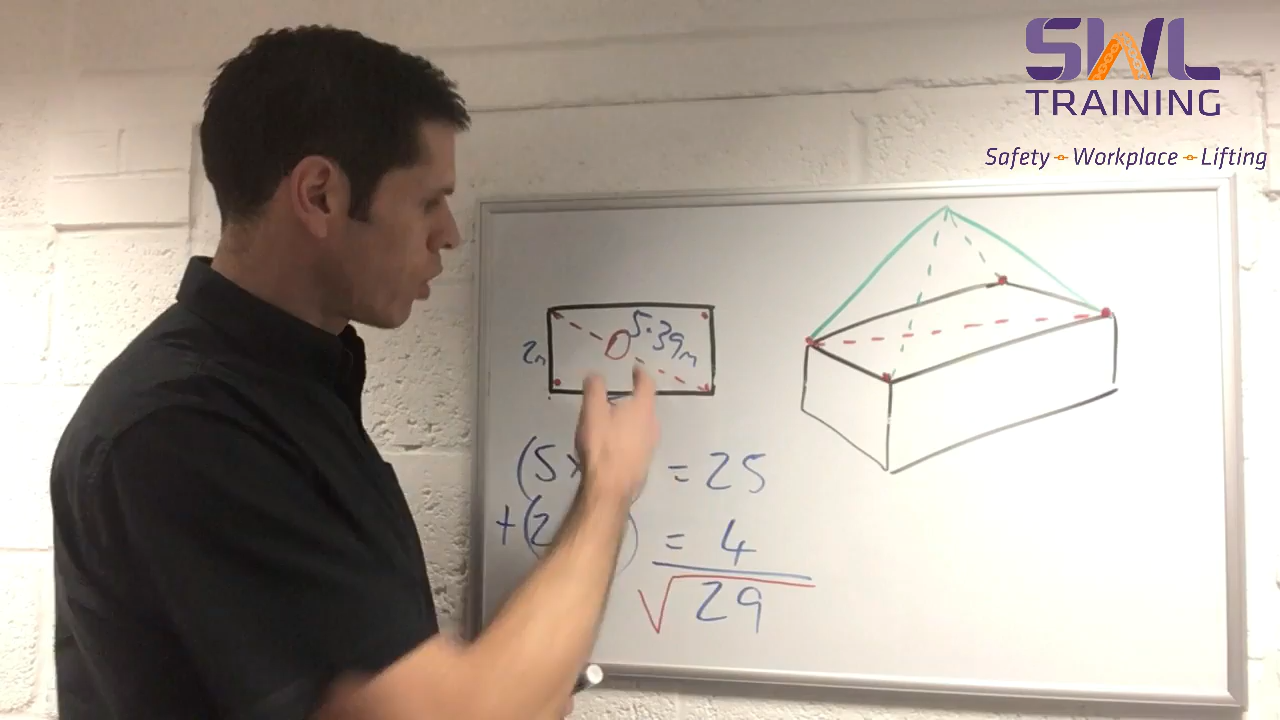 SWL
TRAINING
Safety - Workplace - Lifting
5.39m
2m
(5 = 25
+(2 ) = 4
√29